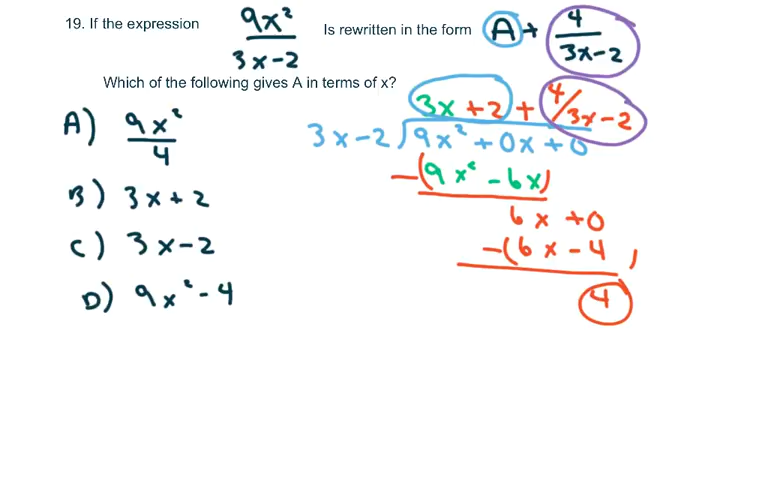 19. If the expression 9x²/3x-2 Is rewritten in the form A + 4/3x-2
Which of the following gives A in terms of x?
A) 9x²/4
B) 3x+2
C) 3x-2
D) 9x²-4
3x+2 + 4/3x-2
3x-2)9x²+0x+0
-(9x²-6x)
6x+0
-(6x-4)
4